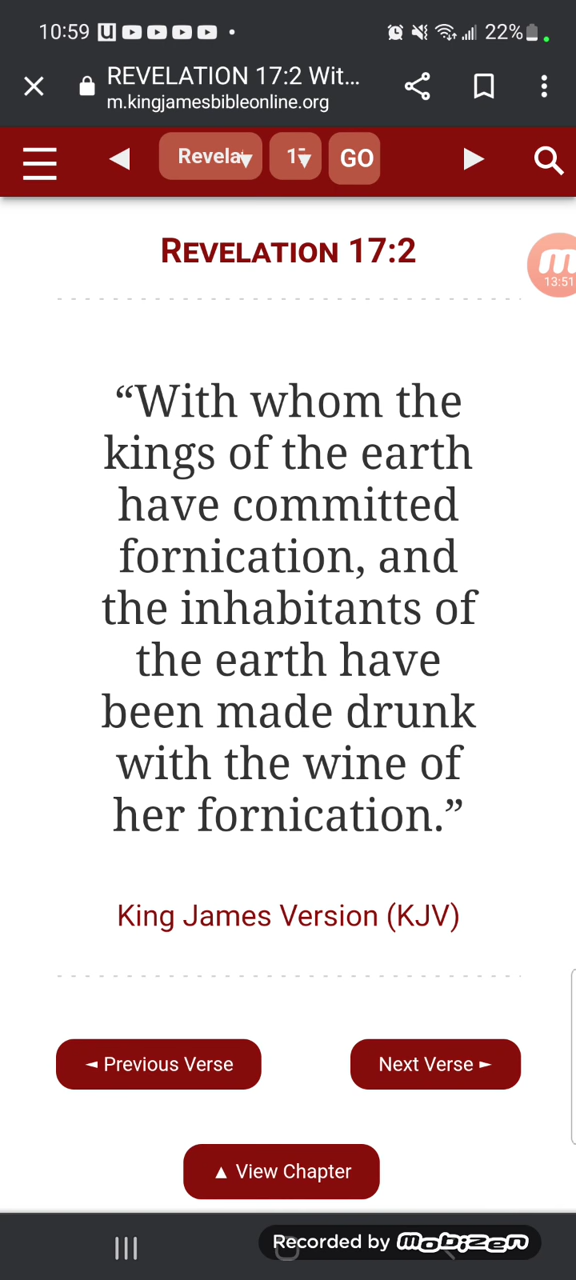 10:59 U 22%
REVELATION 17:2 Wit...
m.kingjamesbibleonline.org
Revela GO
REVELATION 17:2
m
13:51
“With whom the
kings of the earth
have committed
fornication, and
the inhabitants of
the earth have
been made drunk
with the wine of
her fornication.”
King James Version (KJV)
◄ Previous Verse Next Verse ►
▲ View Chapter
Recorded by mobizen